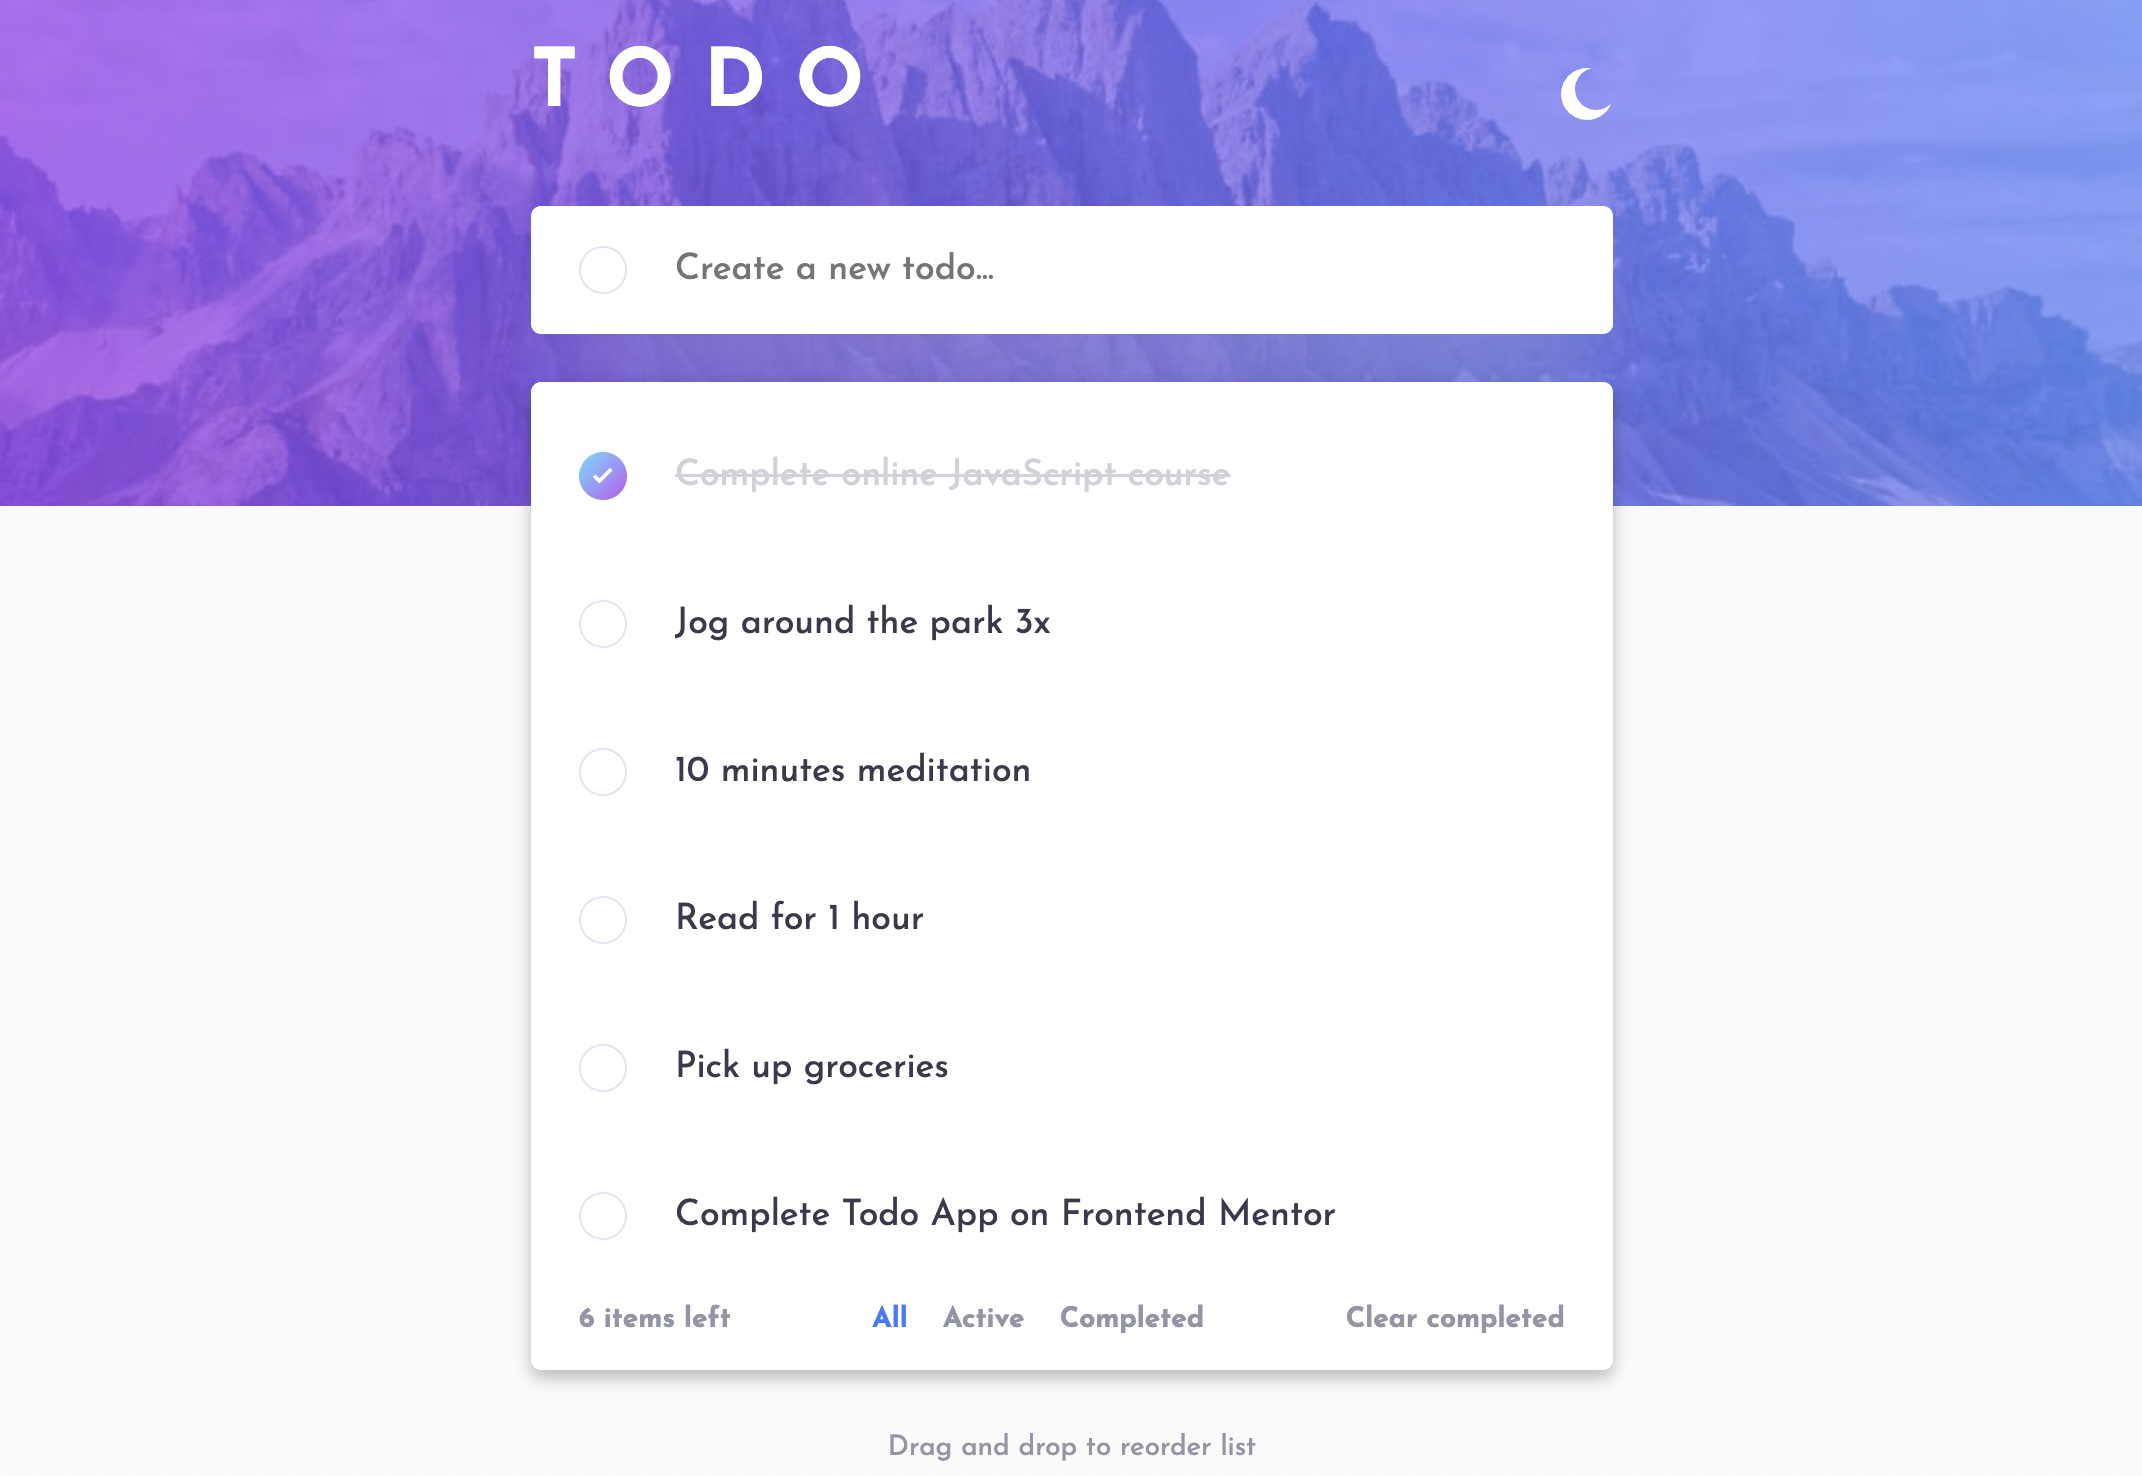 TODO
Create a new todo...
Complete online JavaScript course
Jog around the park 3x
10 minutes meditation
Read for 1 hour
Pick up groceries
Complete Todo App on Frontend Mentor
6 items left All Active Completed Clear completed
Drag and drop to reorder list